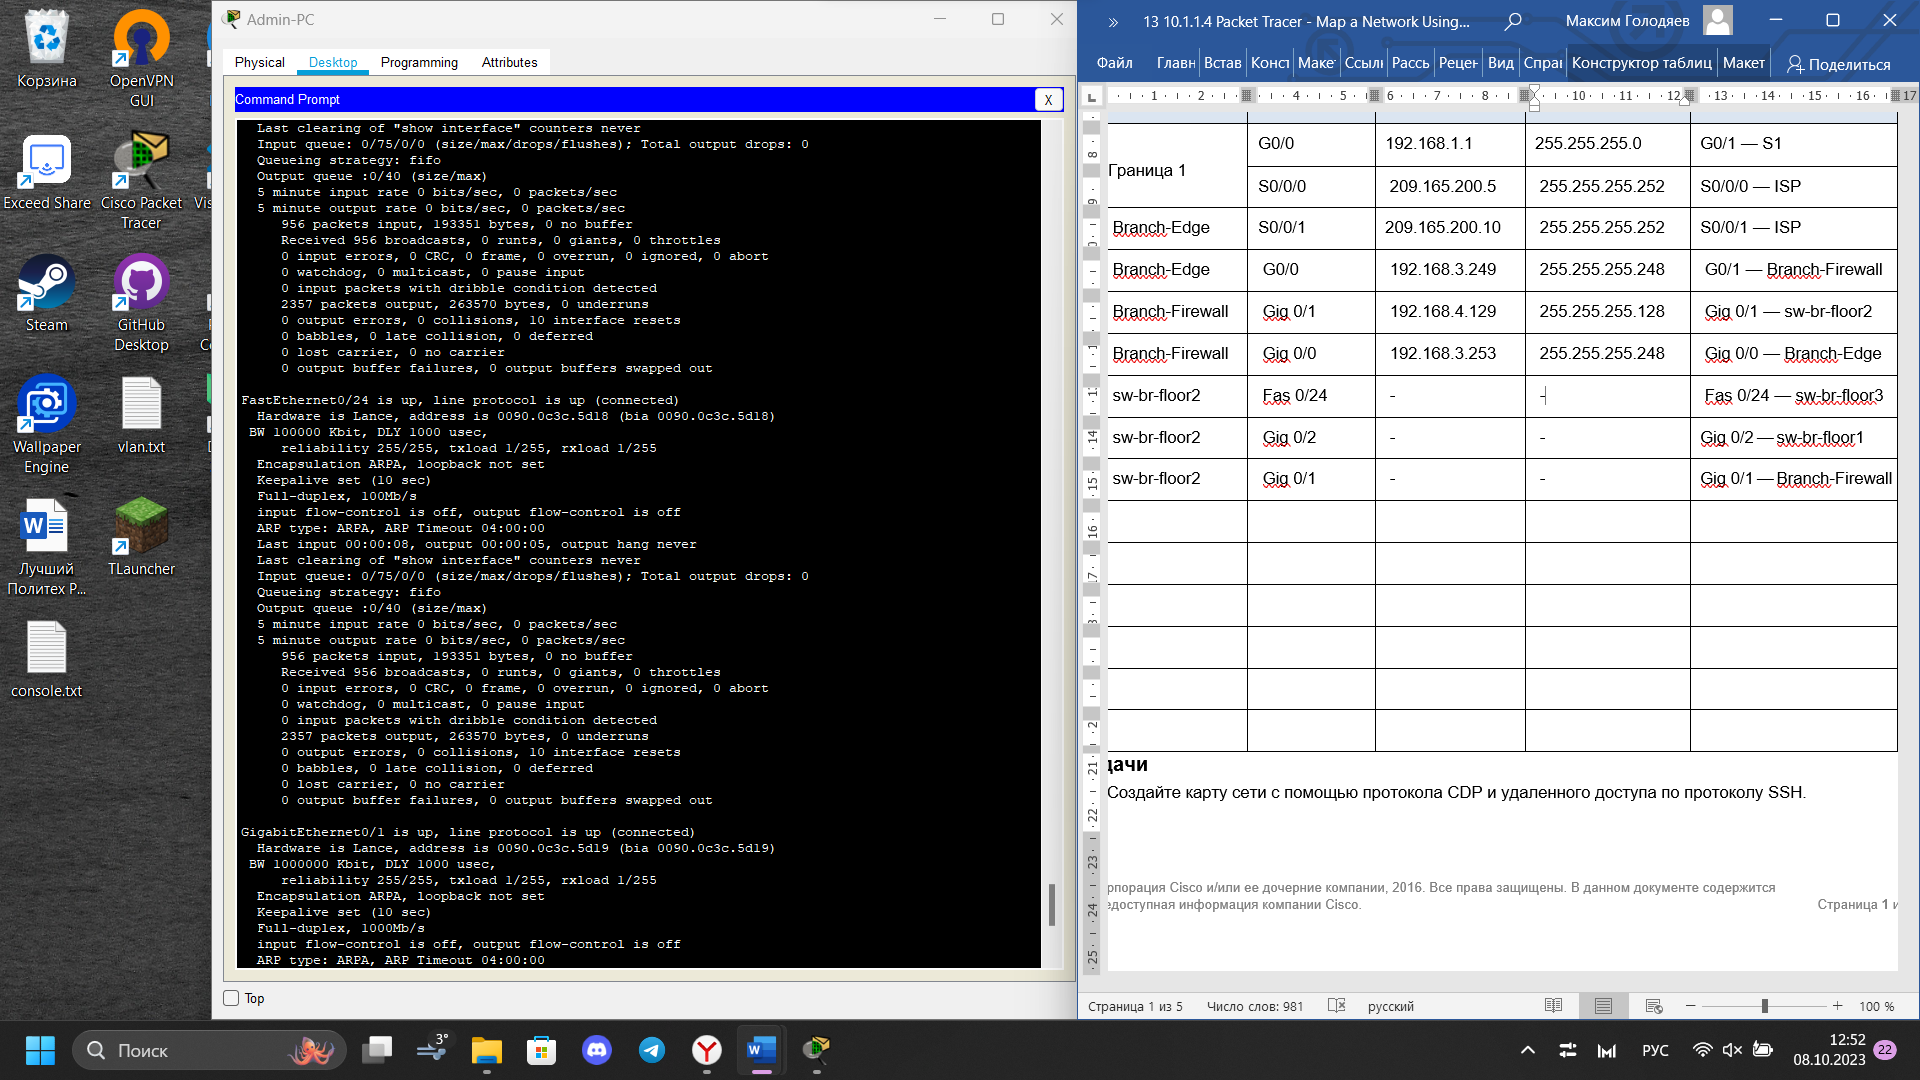 Корзина
OpenVPN
GUI
Exceed Share
Cisco Packet
Tracer
Vis
Steam
GitHub
Desktop
Wallpaper
Engine
vlan.txt
Лучший
Политех Р...
TLauncher
console.txt
Admin-PC
Physical
Desktop
Programming
Attributes
Command Prompt
X
Last clearing of "show interface" counters never
Input queue: 0/75/0/0 (size/max/drops/flushes); Total output drops: 0
Queueing strategy: fifo
Output queue :0/40 (size/max)
5 minute input rate 0 bits/sec, 0 packets/sec
5 minute output rate 0 bits/sec, 0 packets/sec
956 packets input, 193351 bytes, 0 no buffer
Received 956 broadcasts, 0 runts, 0 giants, 0 throttles
0 input errors, 0 CRC, 0 frame, 0 overrun, 0 ignored, 0 abort
0 watchdog, 0 multicast, 0 pause input
0 input packets with dribble condition detected
2357 packets output, 263570 bytes, 0 underruns
0 output errors, 0 collisions, 10 interface resets
0 babbles, 0 late collision, 0 deferred
0 lost carrier, 0 no carrier
0 output buffer failures, 0 output buffers swapped out
FastEthernet0/24 is up, line protocol is up (connected)
Hardware is Lance, address is 0090.0c3c.5d18 (bia 0090.0c3c.5d18)
BW 100000 Kbit, DLY 1000 usec,
reliability 255/255, txload 1/255, rxload 1/255
Encapsulation ARPA, loopback not set
Keepalive set (10 sec)
Full-duplex, 100Mb/s
input flow-control is off, output flow-control is off
ARP type: ARPA, ARP Timeout 04:00:00
Last input 00:00:08, output 00:00:05, output hang never
Last clearing of "show interface" counters never
Input queue: 0/75/0/0 (size/max/drops/flushes); Total output drops: 0
Queueing strategy: fifo
Output queue :0/40 (size/max)
5 minute input rate 0 bits/sec, 0 packets/sec
5 minute output rate 0 bits/sec, 0 packets/sec
956 packets input, 193351 bytes, 0 no buffer
Received 956 broadcasts, 0 runts, 0 giants, 0 throttles
0 input errors, 0 CRC, 0 frame, 0 overrun, 0 ignored, 0 abort
0 watchdog, 0 multicast, 0 pause input
0 input packets with dribble condition detected
2357 packets output, 263570 bytes, 0 underruns
0 output errors, 0 collisions, 10 interface resets
0 babbles, 0 late collision, 0 deferred
0 lost carrier, 0 no carrier
0 output buffer failures, 0 output buffers swapped out
GigabitEthernet0/1 is up, line protocol is up (connected)
Hardware is Lance, address is 0090.0c3c.5d19 (bia 0090.0c3c.5d19)
BW 1000000 Kbit, DLY 1000 usec,
reliability 255/255, txload 1/255, rxload 1/255
Encapsulation ARPA, loopback not set
Keepalive set (10 sec)
Full-duplex, 1000Mb/s
input flow-control is off, output flow-control is off
ARP type: ARPA, ARP Timeout 04:00:00
Top
13 10.1.1.4 Packet Tracer - Map a Network Using...
Максим Голодяев
Файл Главн Встав Конст Макет Ссылк Рассы Рецен Вид Справ Конструктор таблиц Макет Поделиться
1 2 4 5 6 7 8 10 11 12 13 14 15 16 17
Граница 1
G0/0 192.168.1.1 255.255.255.0 G0/1 — S1
S0/0/0 209.165.200.5 255.255.255.252 S0/0/0 — ISP
Branch-Edge S0/0/1 209.165.200.10 255.255.255.252 S0/0/1 — ISP
Branch-Edge G0/0 192.168.3.249 255.255.255.248 G0/1 — Branch-Firewall
Branch-Firewall Gig 0/1 192.168.4.129 255.255.255.128 Gig 0/1 — sw-br-floor2
Branch-Firewall Gig 0/0 192.168.3.253 255.255.255.248 Gig 0/0 — Branch-Edge
sw-br-floor2 Fas 0/24 - - Fas 0/24 — sw-br-floor3
sw-br-floor2 Gig 0/2 - - Gig 0/2 — sw-br-floor1
sw-br-floor2 Gig 0/1 - - Gig 0/1 — Branch-Firewall
дачи
Создайте карту сети с помощью протокола CDP и удаленного доступа по протоколу SSH.
рпорация Cisco и/или ее дочерние компании, 2016. Все права защищены. В данном документе содержится
едоступная информация компании Cisco.
Страница 1 и
Страница 1 из 5
Число слов: 981
русский
100 %
Поиск
3°
РУС
12:52
08.10.2023
22